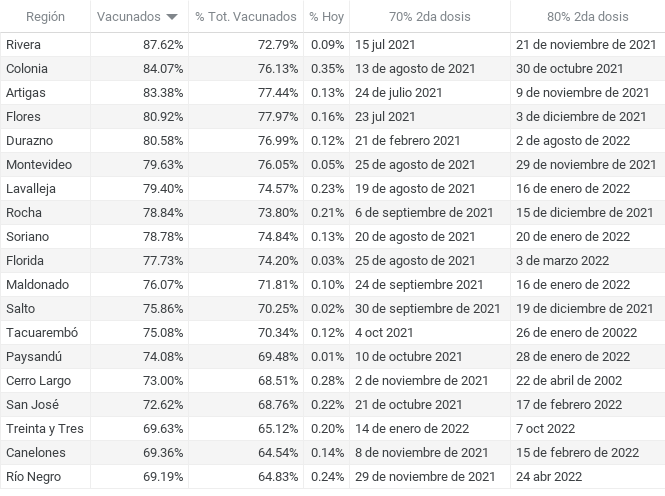 Región Vacunados % Tot. Vacunados % Hoy 70% 2da dosis 80% 2da dosis
Rivera 87.62% 72.79% 0.09% 15 jul 2021 21 de noviembre de 2021
Colonia 84.07% 76.13% 0.35% 13 de agosto de 2021 30 de octubre 2021
Artigas 83.38% 77.44% 0.13% 24 de julio 2021 9 de noviembre de 2021
Flores 80.92% 77.97% 0.16% 23 jul 2021 3 de diciembre de 2021
Durazno 80.58% 76.99% 0.12% 21 de febrero 2021 2 de agosto de 2022
Montevideo 79.63% 76.05% 0.05% 25 de agosto de 2021 29 de noviembre de 2021
Lavalleja 79.40% 74.57% 0.23% 19 de agosto de 2021 16 de enero de 2022
Rocha 78.84% 73.80% 0.21% 6 de septiembre de 2021 15 de diciembre de 2021
Soriano 78.78% 74.84% 0.13% 20 de agosto de 2021 20 de enero de 2022
Florida 77.73% 74.20% 0.03% 25 de agosto de 2021 3 de marzo 2022
Maldonado 76.07% 71.81% 0.10% 24 de septiembre 2021 16 de enero de 2022
Salto 75.86% 70.25% 0.02% 30 de septiembre de 2021 19 de diciembre de 2021
Tacuarembó 75.08% 70.34% 0.12% 4 oct 2021 26 de enero de 20022
Paysandú 74.08% 69.48% 0.01% 10 de octubre 2021 28 de enero de 2022
Cerro Largo 73.00% 68.51% 0.28% 2 de noviembre de 2021 22 de abril de 2002
San José 72.62% 68.76% 0.22% 21 de octubre 2021 17 de febrero 2022
Treinta y Tres 69.63% 65.12% 0.20% 14 de enero de 2022 7 oct 2022
Canelones 69.36% 64.54% 0.14% 8 de noviembre de 2021 15 de febrero de 2022
Río Negro 69.19% 64.83% 0.24% 29 de noviembre de 2021 24 abr 2022